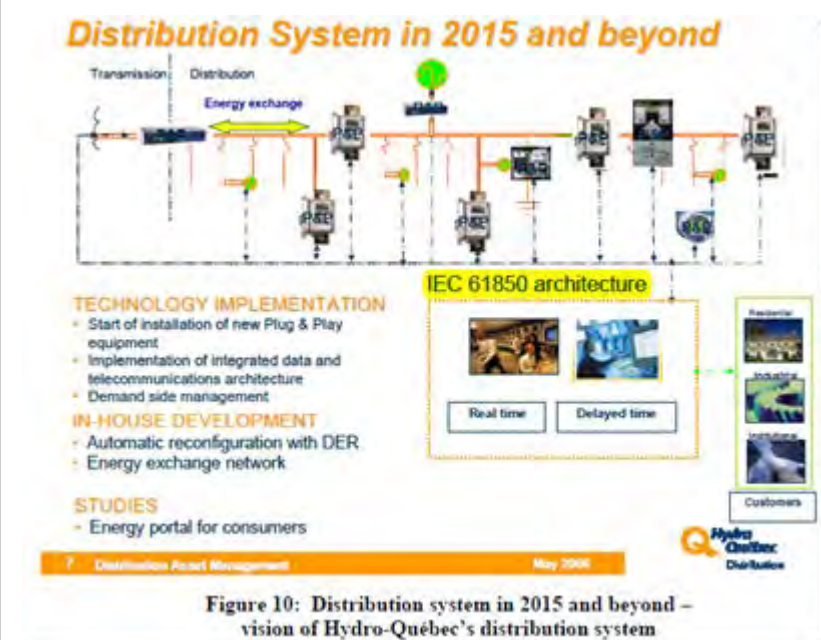 Distribution System in 2015 and beyond
Transmission Distribution
Energy exchange
P&P
P&P
P&P
P&P
P&P
P&P
IEC 61850 architecture
TECHNOLOGY IMPLEMENTATION
• Start of installation of new Plug & Play
equipment
• Implementation of integrated data and
telecommunications architecture
• Demand side management
IN-HOUSE DEVELOPMENT
• Automatic reconfiguration with DER
• Energy exchange network
STUDIES
• Energy portal for consumers
Real time Delayed time
Residential
Industrial
Institutional
Customers
7 Distribution Asset Management May 2006
Hydro
Québec
Distribution
Figure 10: Distribution system in 2015 and beyond –
vision of Hydro-Québec's distribution system